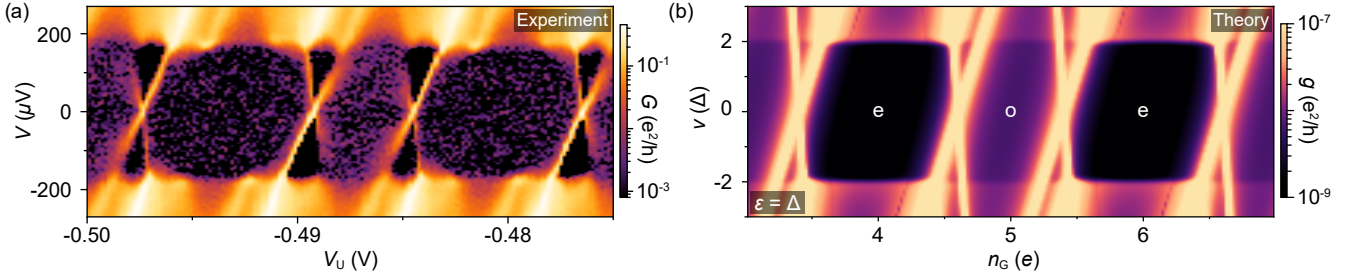 (a)
Experiment
200
0
-200
V (µV)
-0.50
-0.49
-0.48
V_U (V)
10^-1
10^-3
G (e²/h)
(b)
Theory
2
0
-2
v (Δ)
e
o
e
ε = Δ
4
5
6
n_G (e)
10^-7
10^-9
g (e²/h)